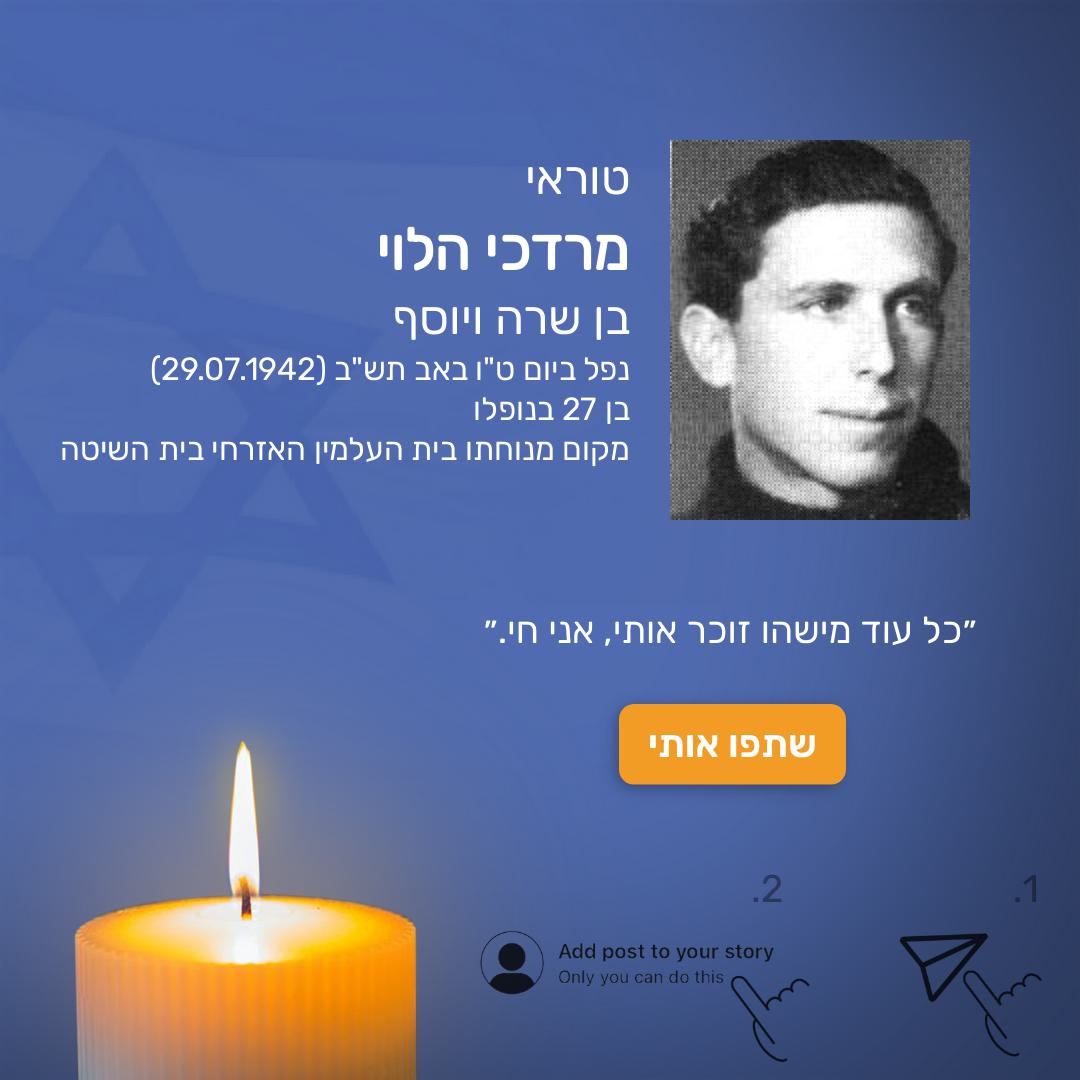 טוראי
מרדכי הלוי
בן שרה ויוסף
נפל ביום ט"ו באב תש"ב (29.07.1942)
בן 27 בנופלו
מקום מנוחתו בית העלמין האזרחי בית השיטה
״כל עוד מישהו זוכר אותי, אני חי.״
שתפו אותי
1.
2.
Add post to your story
Only you can do this